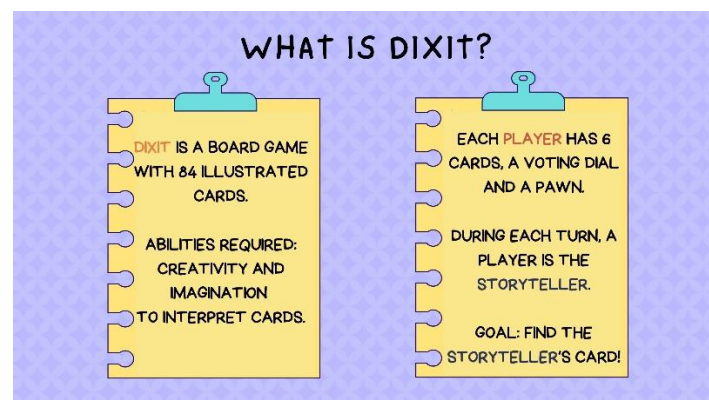 WHAT IS DIXIT?
DIXIT IS A BOARD GAME
WITH 84 ILLUSTRATED
CARDS.
ABILITIES REQUIRED:
CREATIVITY AND
IMAGINATION
TO INTERPRET CARDS.
EACH PLAYER HAS 6
CARDS, A VOTING DIAL
AND A PAWN.
DURING EACH TURN, A
PLAYER IS THE
STORYTELLER.
GOAL: FIND THE
STORYTELLER'S CARD!